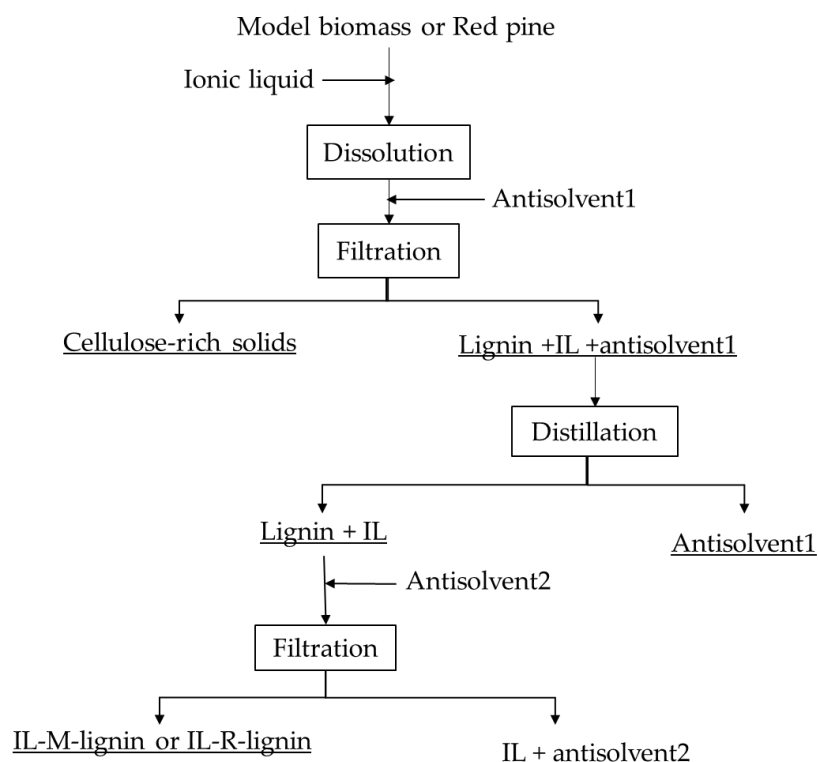 Model biomass or Red pine
Ionic liquid
Dissolution
Antisolvent1
Filtration
Cellulose-rich solids
Lignin +IL +antisolvent1
Distillation
Lignin + IL
Antisolvent1
Antisolvent2
Filtration
IL-M-lignin or IL-R-lignin
IL + antisolvent2